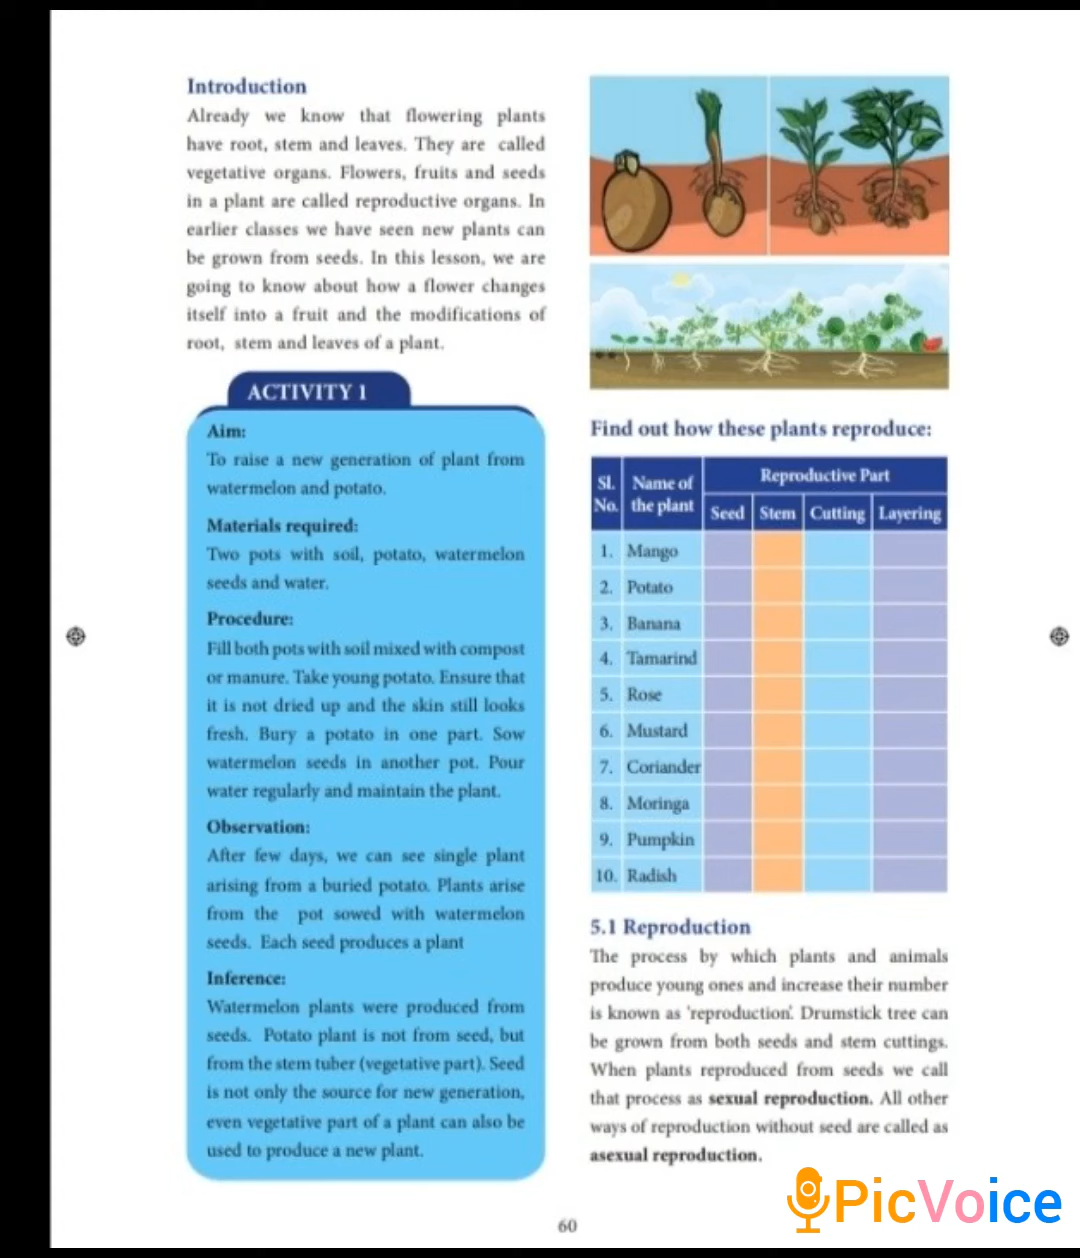 Introduction
Already we know that flowering plants
have root, stem and leaves. They are called
vegetative organs. Flowers, fruits and seeds
in a plant are called reproductive organs. In
earlier classes we have seen new plants can
be grown from seeds. In this lesson, we are
going to know about how a flower changes
itself into a fruit and the modifications of
root, stem and leaves of a plant.
ACTIVITY 1
Aim:
To raise a new generation of plant from
watermelon and potato.
Materials required:
Two pots with soil, potato, watermelon
seeds and water.
Procedure:
Fill both pots with soil mixed with compost
or manure. Take young potato. Ensure that
it is not dried up and the skin still looks
fresh. Bury a potato in one part. Sow
watermelon seeds in another pot. Pour
water regularly and maintain the plant.
Observation:
After few days, we can see single plant
arising from a buried potato. Plants arise
from the pot sowed with watermelon
seeds. Each seed produces a plant
Inference:
Watermelon plants were produced from
seeds. Potato plant is not from seed, but
from the stem tuber (vegetative part). Seed
is not only the source for new generation,
even vegetative part of a plant can also be
used to produce a new plant.
Find out how these plants reproduce:
Sl. No. Name of the plant Reproductive Part
Seed Stem Cutting Layering
1. Mango
2. Potato
3. Banana
4. Tamarind
5. Rose
6. Mustard
7. Coriander
8. Moringa
9. Pumpkin
10. Radish
5.1 Reproduction
The process by which plants and animals
produce young ones and increase their number
is known as 'reproduction'. Drumstick tree can
be grown from both seeds and stem cuttings.
When plants reproduced from seeds we call
that process as sexual reproduction. All other
ways of reproduction without seed are called as
asexual reproduction.
60
PicVoice